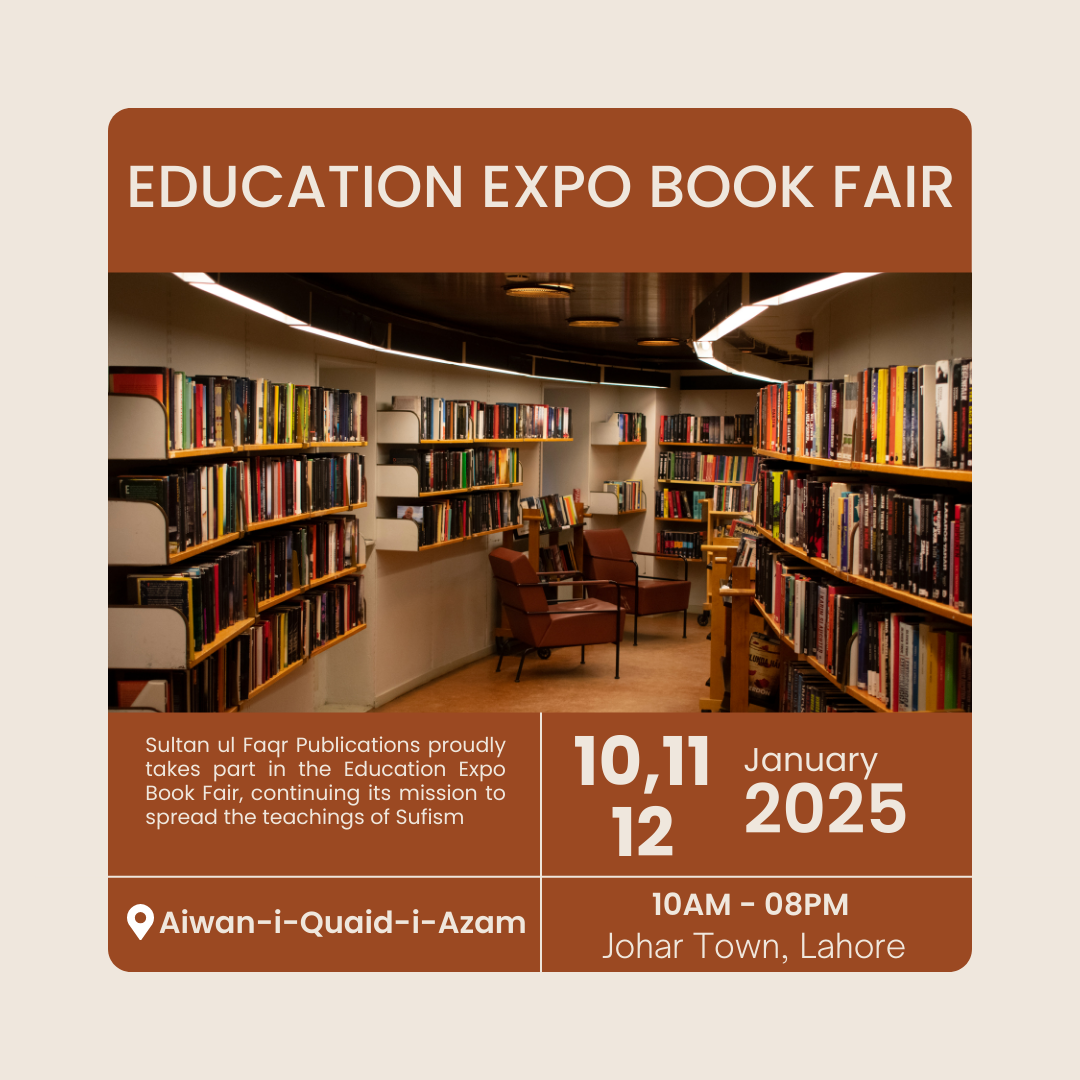 EDUCATION EXPO BOOK FAIR
Sultan ul Faqr Publications proudly
takes part in the Education Expo
Book Fair, continuing its mission to
spread the teachings of Sufism
10,11
12
January
2025
Aiwan-i-Quaid-i-Azam
10AM - 08PM
Johar Town, Lahore